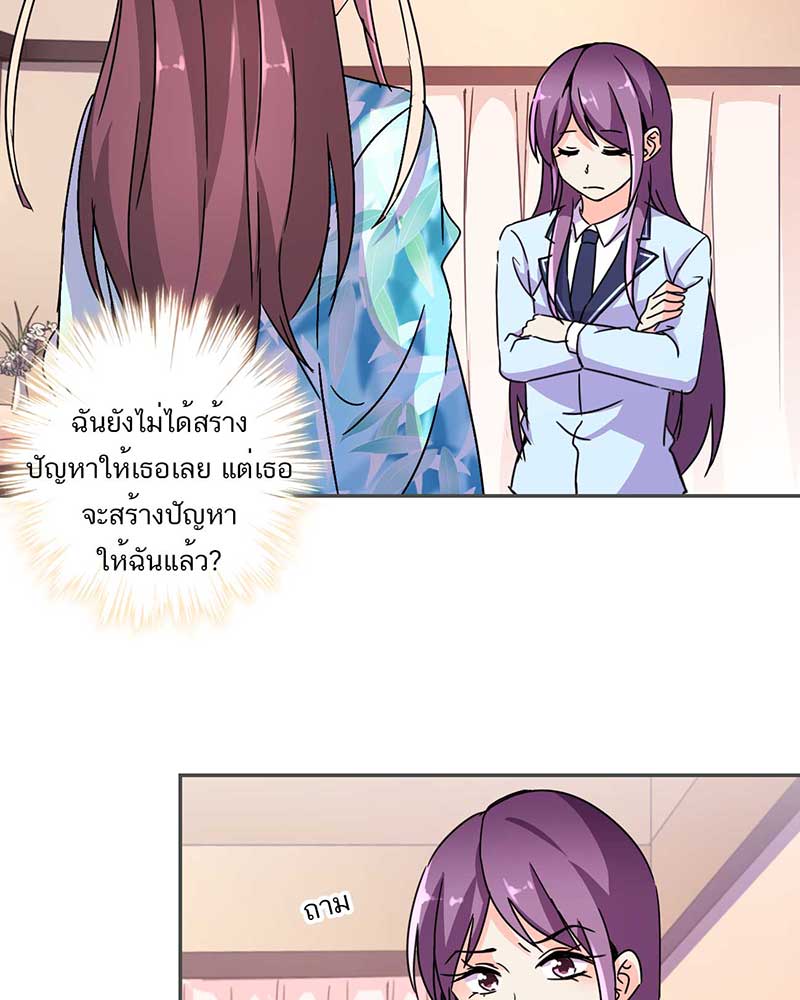 ฉันยังไม่ได้สร้าง
ปัญหาให้เธอเลย แต่เธอ
จะสร้างปัญหา
ให้ฉันแล้ว?
ถาม